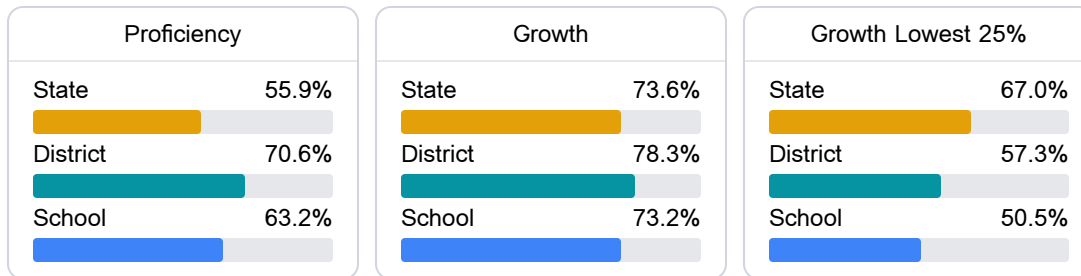 Proficiency
State 55.9%
District 70.6%
School 63.2%
Growth
State 73.6%
District 78.3%
School 73.2%
Growth Lowest 25%
State 67.0%
District 57.3%
School 50.5%